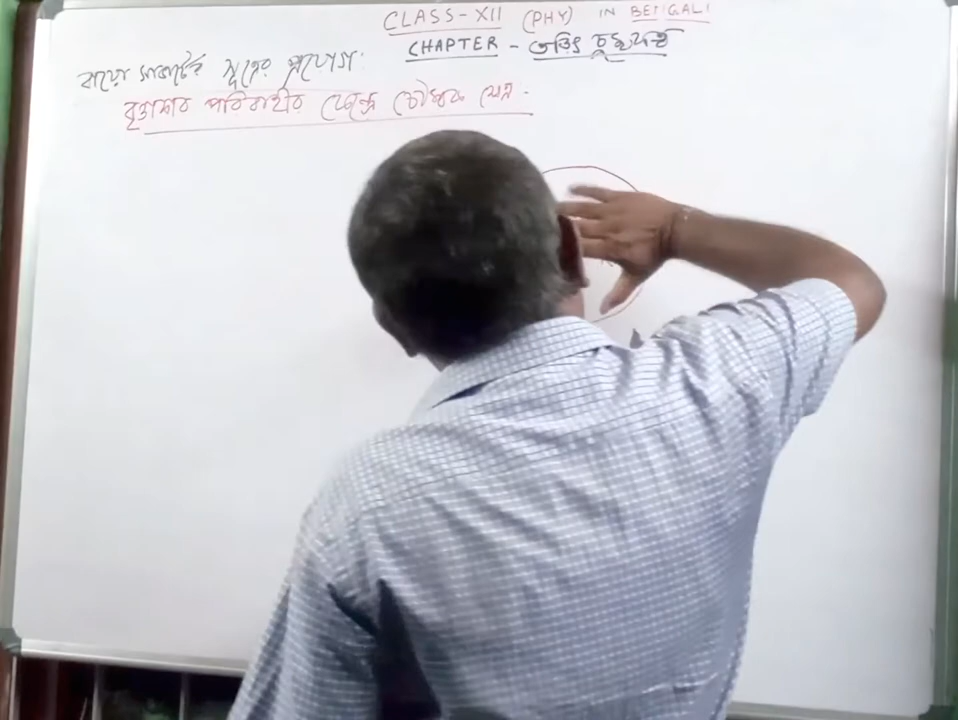 CLASS-XII (PHY) IN BENGALI
CHAPTER - তড়িৎ চুম্বকত্ব
বায়ো সাভার্টের সূত্রের প্রয়োগ:
বৃত্তাকার পরিবাহীর কেন্দ্রে চৌম্বক ক্ষেত্র -